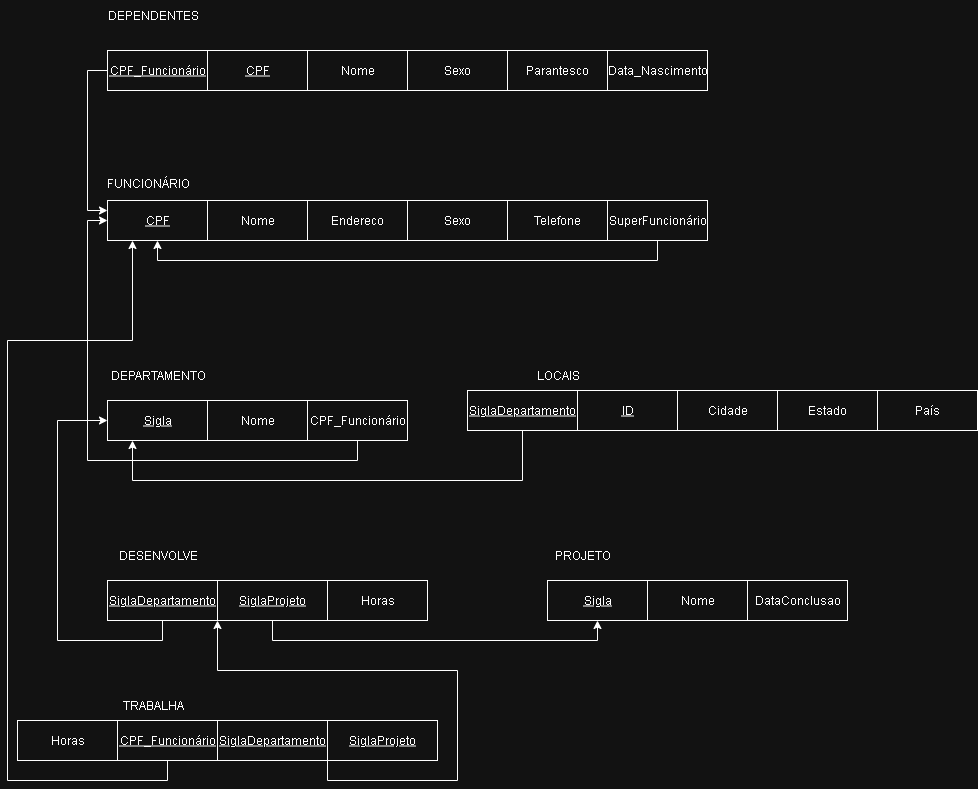 DEPENDENTES
CPF_Funcionário CPF Nome Sexo Parantesco Data_Nascimento
FUNCIONÁRIO
CPF Nome Endereco Sexo Telefone SuperFuncionário
DEPARTAMENTO LOCAIS
Sigla Nome CPF_Funcionário SiglaDepartamento ID Cidade Estado País
DESENVOLVE PROJETO
SiglaDepartamento SiglaProjeto Horas Sigla Nome DataConclusao
TRABALHA
Horas CPF_Funcionário SiglaDepartamento SiglaProjeto